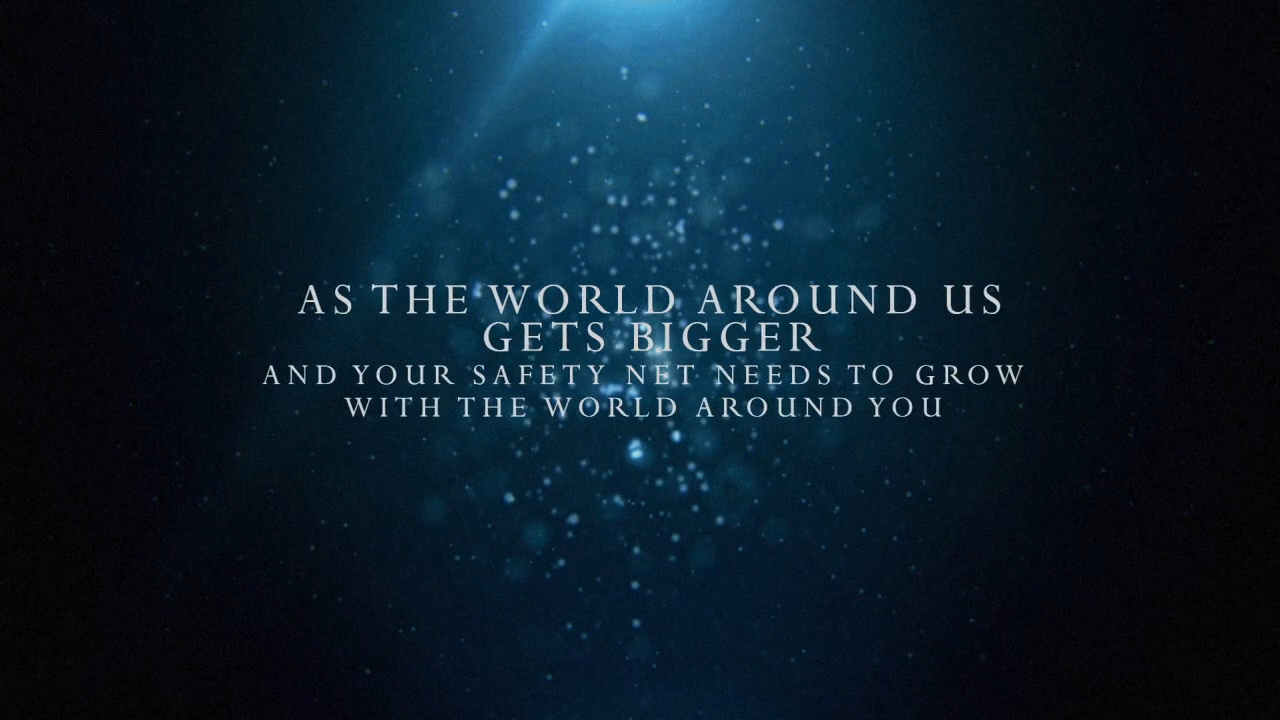 AS THE WORLD AROUND US
GETS BIGGER
AND YOUR SAFETY NET NEEDS TO GROW
WITH THE WORLD AROUND YOU